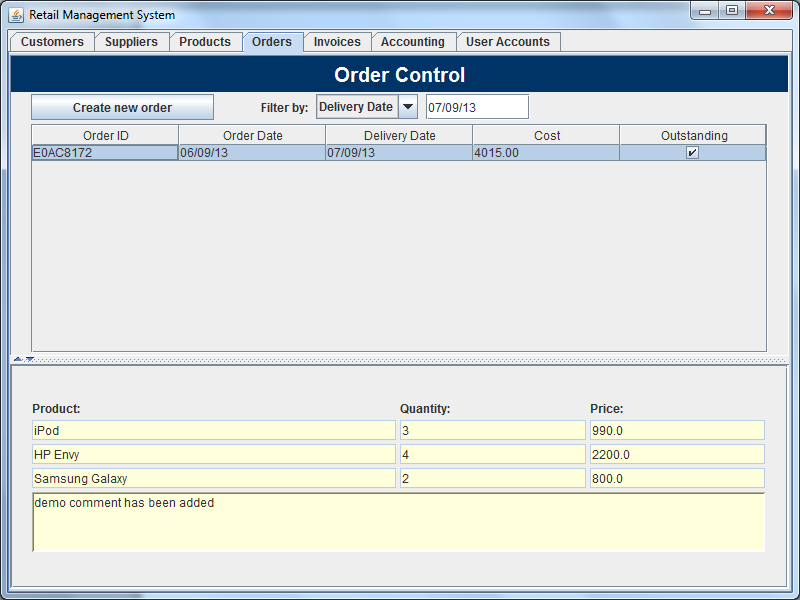 Retail Management System
Customers Suppliers Products Orders Invoices Accounting User Accounts
Order Control
Create new order Filter by: Delivery Date 07/09/13
Order ID Order Date Delivery Date Cost Outstanding
E0AC8172 06/09/13 07/09/13 4015.00
Product: Quantity: Price:
iPod 3 990.0
HP Envy 4 2200.0
Samsung Galaxy 2 800.0
demo comment has been added